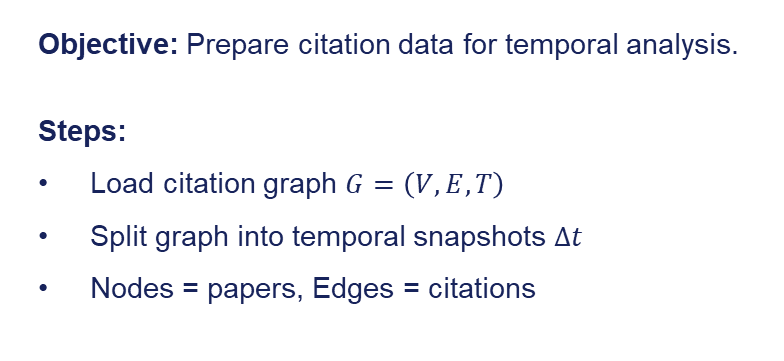 Objective: Prepare citation data for temporal analysis.
Steps:
• Load citation graph G = (V, E, T)
• Split graph into temporal snapshots Δt
• Nodes = papers, Edges = citations